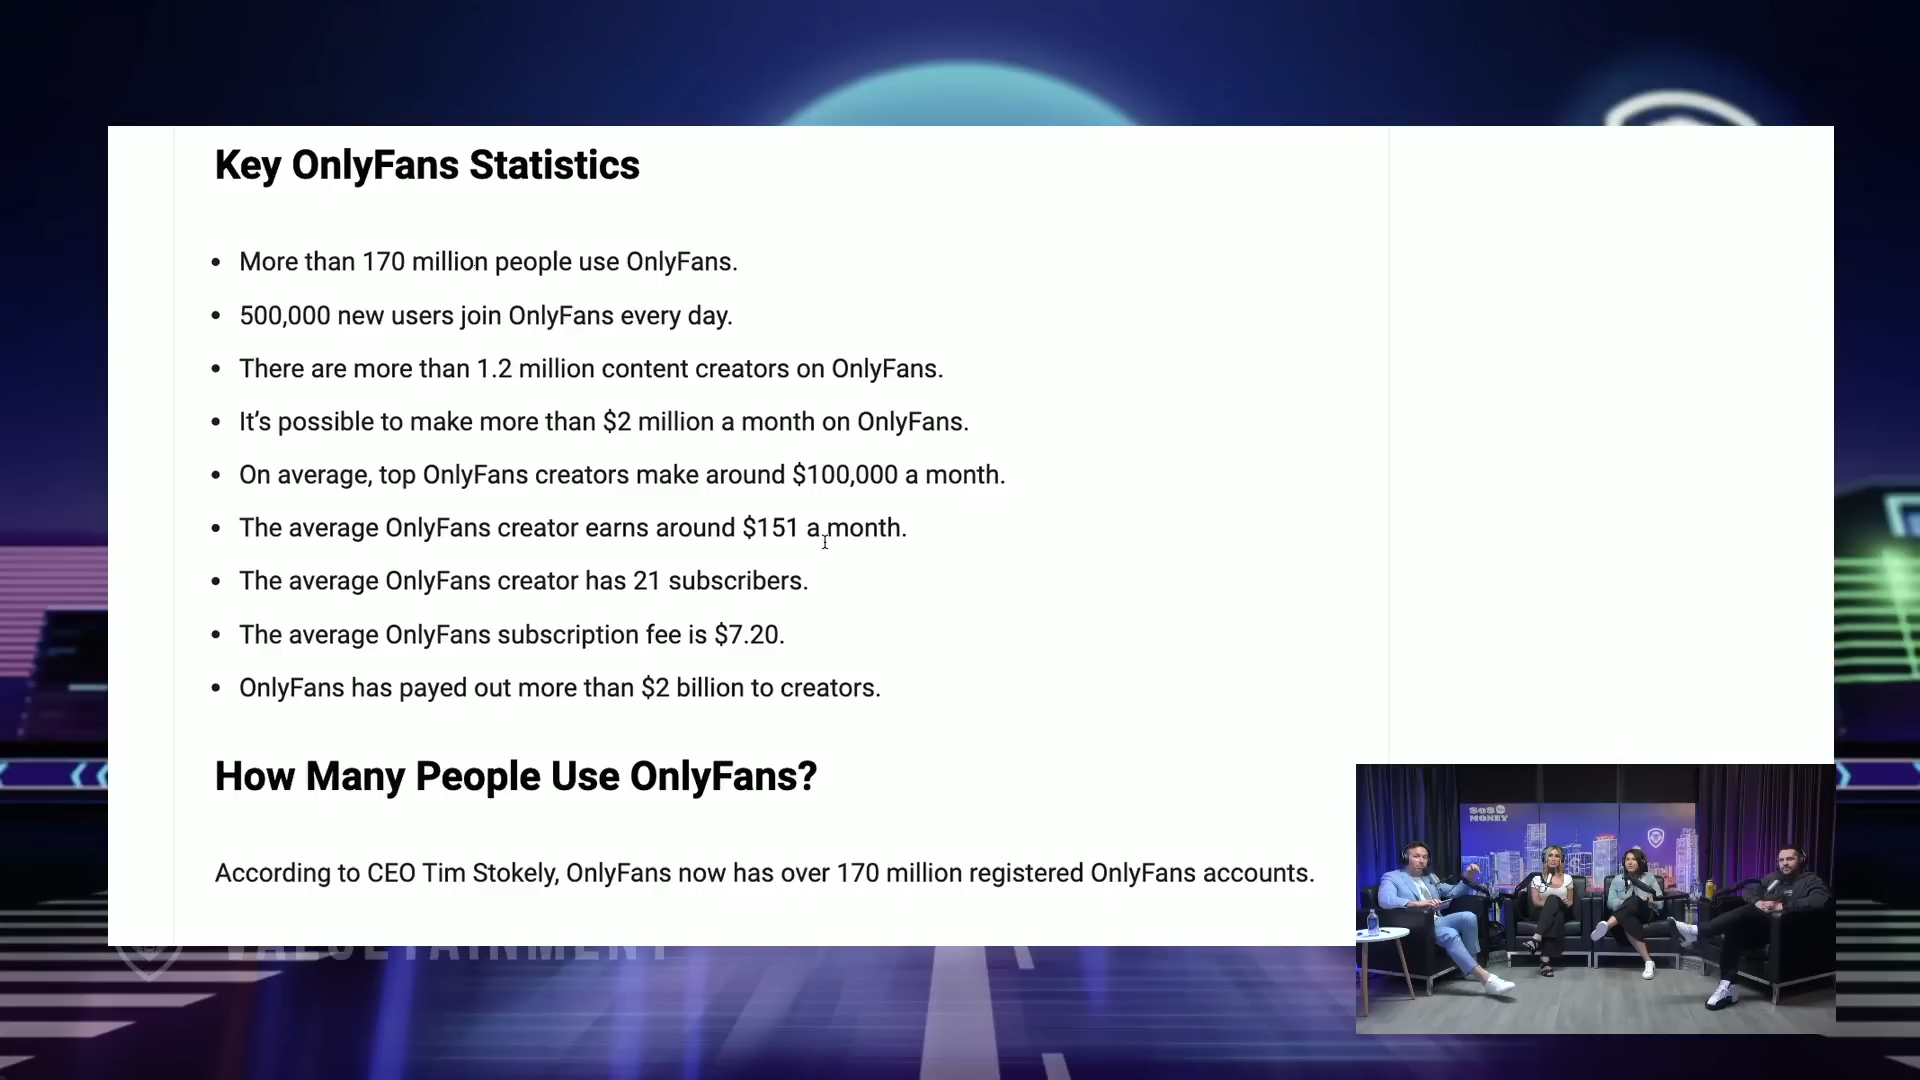 Key OnlyFans Statistics
• More than 170 million people use OnlyFans.
• 500,000 new users join OnlyFans every day.
• There are more than 1.2 million content creators on OnlyFans.
• It’s possible to make more than $2 million a month on OnlyFans.
• On average, top OnlyFans creators make around $100,000 a month.
• The average OnlyFans creator earns around $151 a month.
• The average OnlyFans creator has 21 subscribers.
• The average OnlyFans subscription fee is $7.20.
• OnlyFans has payed out more than $2 billion to creators.
How Many People Use OnlyFans?
According to CEO Tim Stokely, OnlyFans now has over 170 million registered OnlyFans accounts.
MONEY
VALUETAINMENT